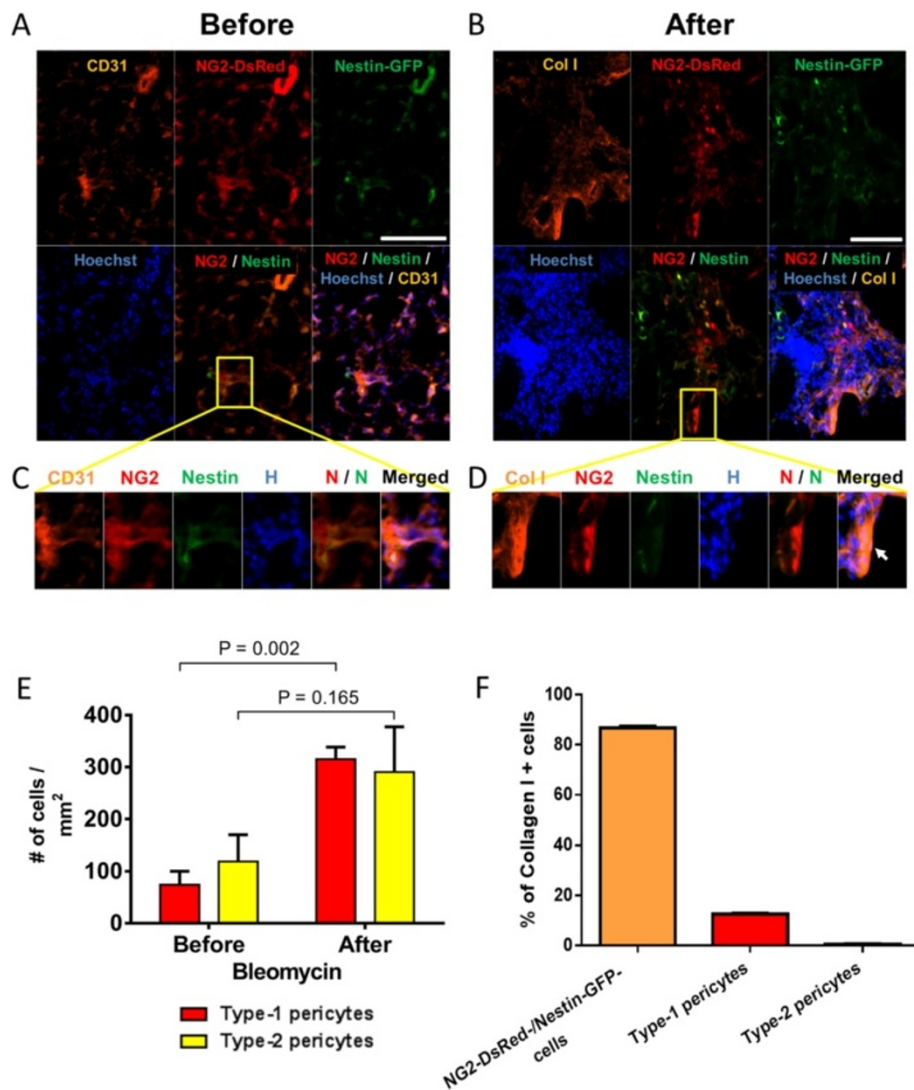 A Before
CD31 NG2-DsRed Nestin-GFP
Hoechst NG2 / Nestin NG2 / Nestin /
Hoechst / CD31
B After
Col I NG2-DsRed Nestin-GFP
Hoechst NG2 / Nestin NG2 / Nestin /
Hoechst / Col I
C CD31 NG2 Nestin H N / N Merged
D Col I NG2 Nestin H N / N Merged
E
P = 0.002
P = 0.165
# of cells /
mm²
400
300
200
100
0
Before After
Bleomycin
Type-1 pericytes
Type-2 pericytes
F
% of Collagen I + cells
100
80
60
40
20
0
NG2-DsRed-/Nestin-GFP-
cells
Type-1 pericytes
Type-2 pericytes